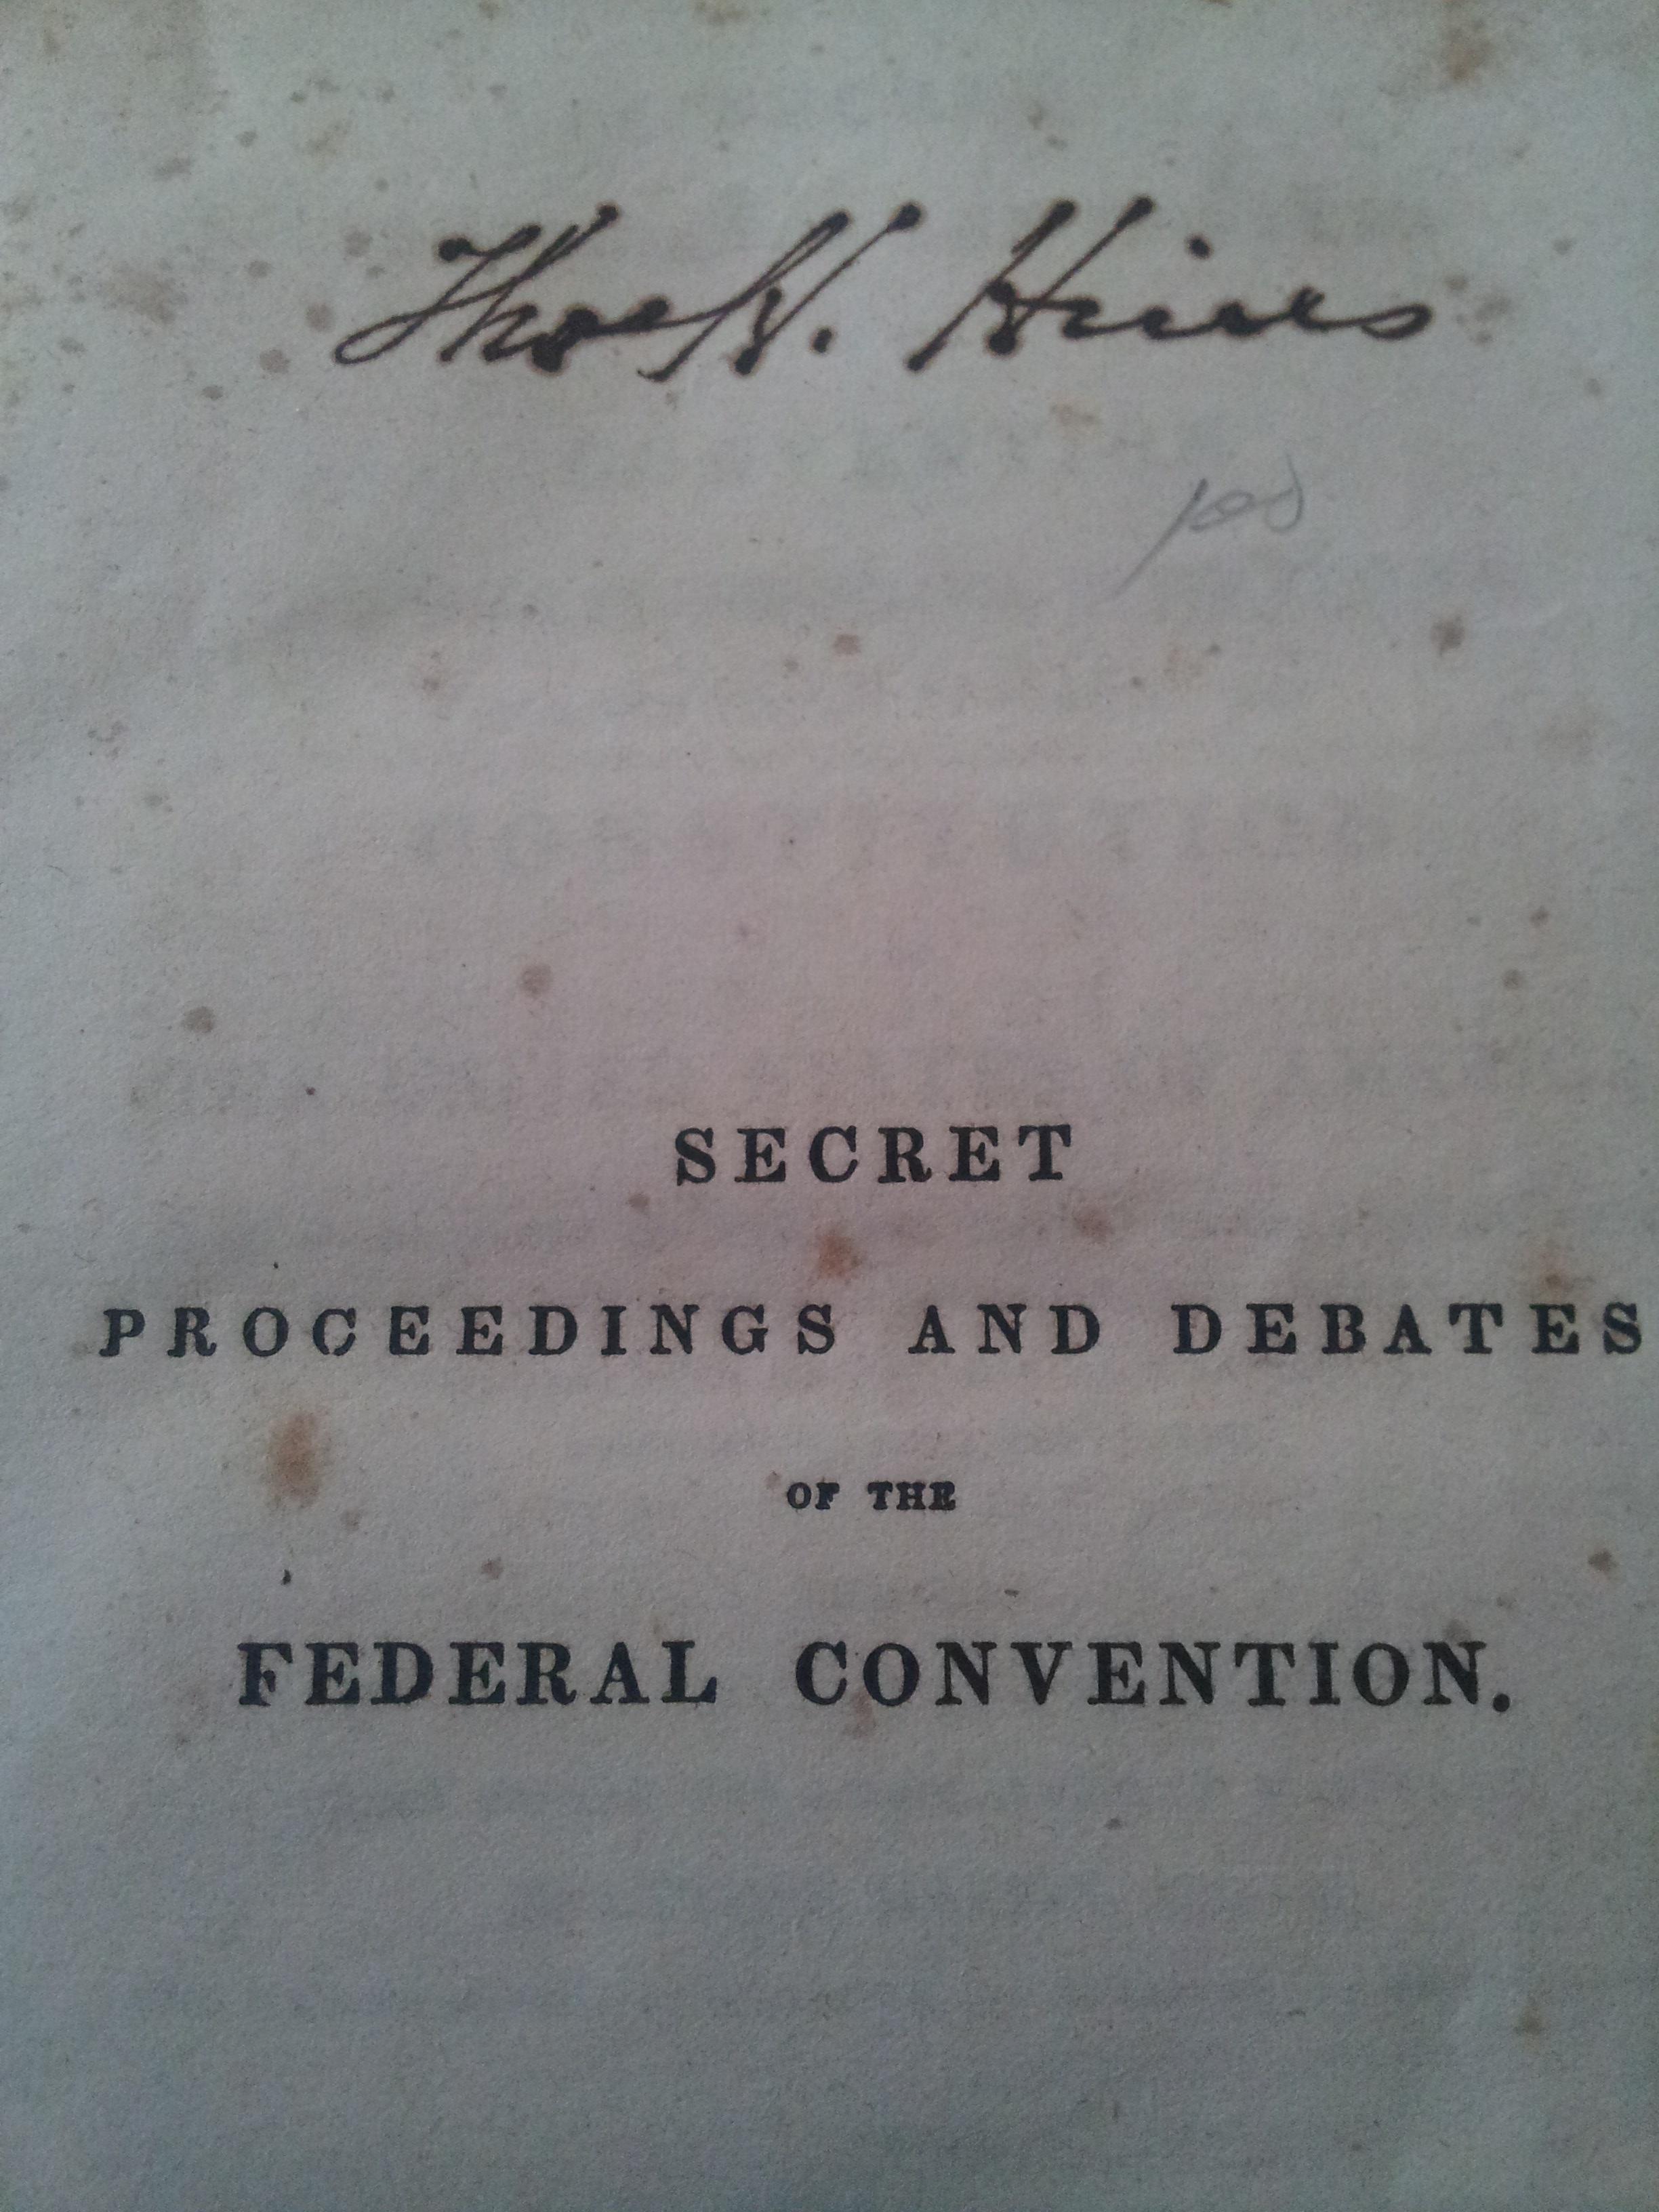 Thos H. Hines
SECRET
PROCEEDINGS AND DEBATES
OF THE
FEDERAL CONVENTION.